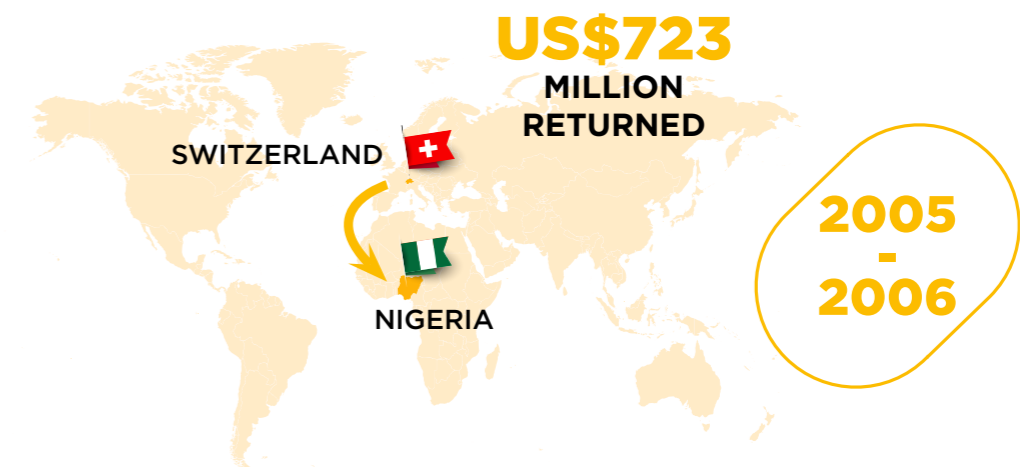 US$723
MILLION
RETURNED
SWITZERLAND
2005
-
2006
NIGERIA